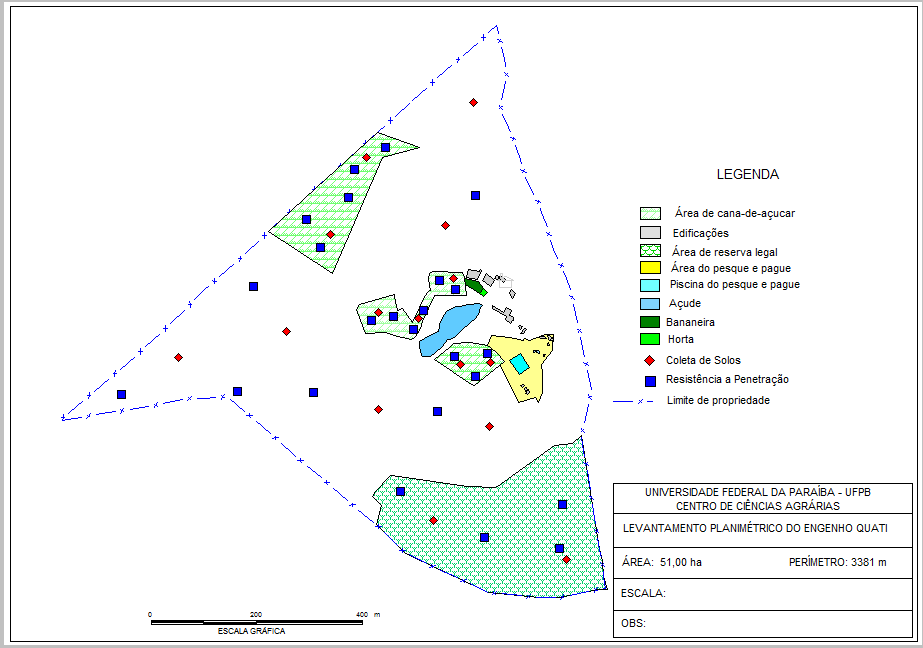 LEGENDA
Área de cana-de-açucar
Edificações
Área de reserva legal
Área do pesque e pague
Piscina do pesque e pague
Açude
Bananeira
Horta
Coleta de Solos
Resistência a Penetração
Limite de propriedade
UNIVERSIDADE FEDERAL DA PARAÍBA - UFPB
CENTRO DE CIÊNCIAS AGRÁRIAS
LEVANTAMENTO PLANIMÉTRICO DO ENGENHO QUATI
ÁREA: 51,00 ha PERÍMETRO: 3381 m
ESCALA:
OBS:
0 200 400 m
ESCALA GRÁFICA